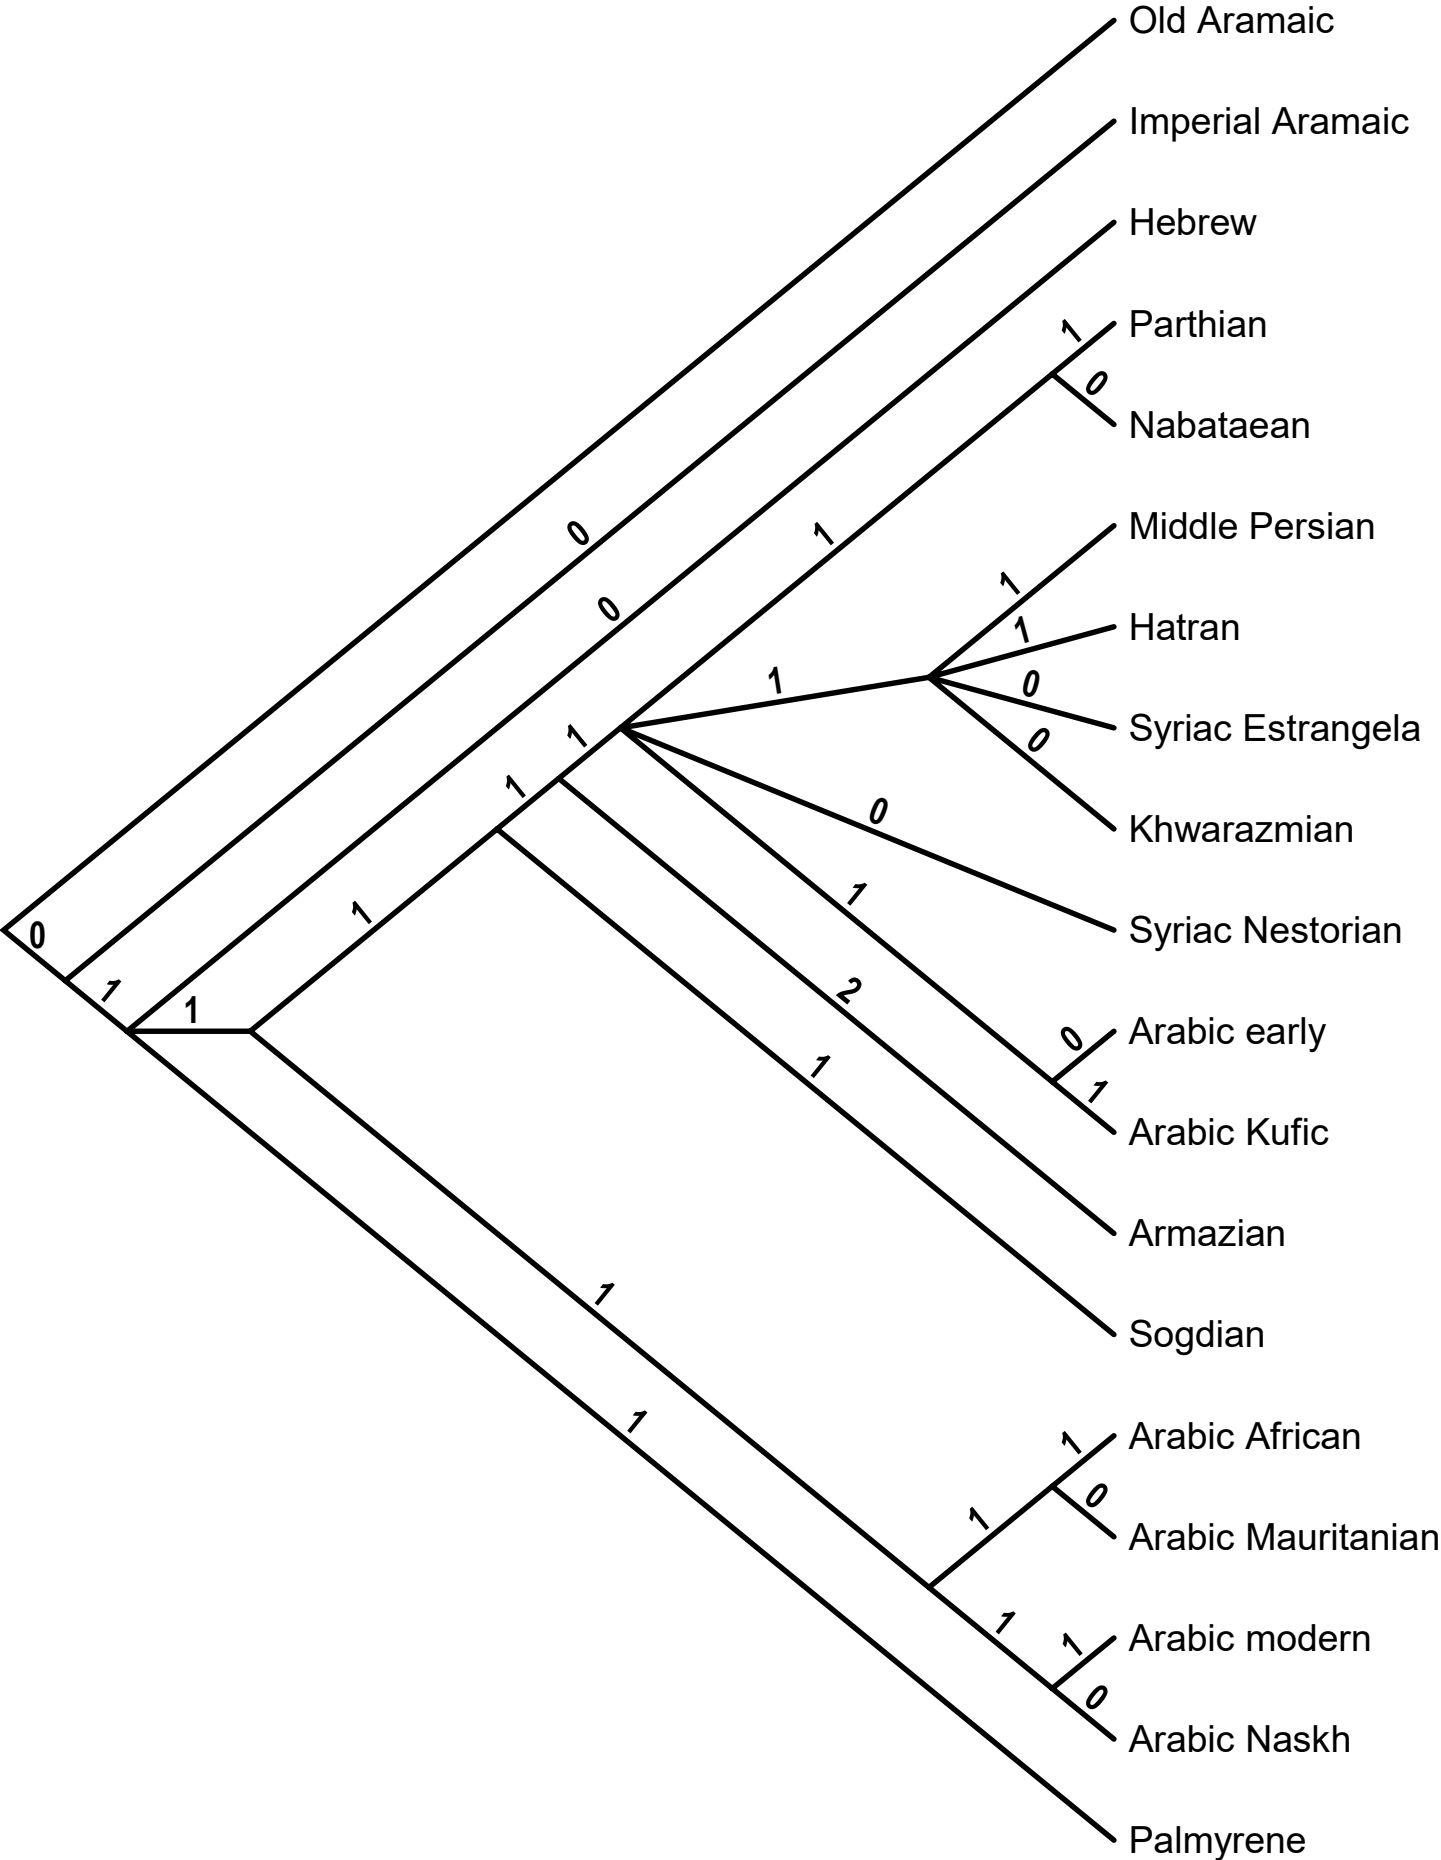 Old Aramaic
Imperial Aramaic
Hebrew
1 Parthian
0 Nabataean
0
1
Middle Persian
1
0
1 Hatran
1
0
Syriac Estrangela
1
0
1
Khwarazmian
0
1
1
Syriac Nestorian
0
1
1
2
0 Arabic early
1
1
1 Arabic Kufic
Armazian
1
Sogdian
1
1 Arabic African
0
1
Arabic Mauritanian
1
1 Arabic modern
0
Arabic Naskh
Palmyrene